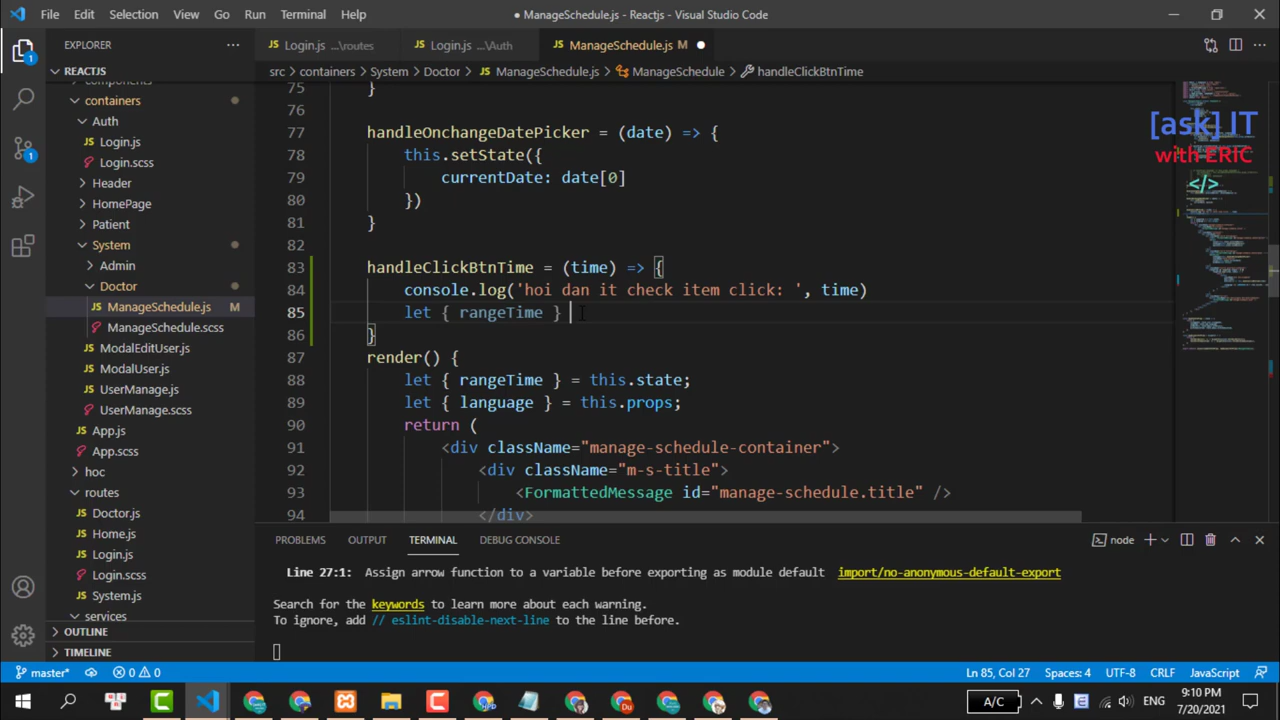 File Edit Selection View Go Run Terminal Help
● ManageSchedule.js - Reactjs - Visual Studio Code
EXPLORER
Login.js ...\routes
Login.js ...\Auth
ManageSchedule.js M
REACTJS
src > containers > System > Doctor > ManageSchedule.js > ManageSchedule > handleClickBtnTime
components
containers
Auth
Login.js
Login.scss
Header
HomePage
Patient
System
Admin
Doctor
ManageSchedule.js M
ManageSchedule.scss
ModalEditUser.js
ModalUser.js
UserManage.js
UserManage.scss
App.js
App.scss
hoc
routes
Doctor.js
Home.js
Login.js
Login.scss
System.js
services
OUTLINE
TIMELINE
75 }
76
77 handleOnchangeDatePicker = (date) => {
78 this.setState({
79 currentDate: date[0]
80 })
81 }
82
83 handleClickBtnTime = (time) => {
84 console.log('hoi dan it check item click: ', time)
85 let { rangeTime }
86 }
87 render() {
88 let { rangeTime } = this.state;
89 let { language } = this.props;
90 return (
91 <div className="manage-schedule-container">
92 <div className="m-s-title">
93 <FormattedMessage id="manage-schedule.title" />
94 </div>
[ask] IT
with ERIC
</>
PROBLEMS OUTPUT TERMINAL DEBUG CONSOLE
node
Line 27:1: Assign arrow function to a variable before exporting as module default import/no-anonymous-default-export
Search for the keywords to learn more about each warning.
To ignore, add // eslint-disable-next-line to the line before.
1
1
master* 0 0
Ln 85, Col 27 Spaces: 4 UTF-8 CRLF JavaScript
A/C
ENG
9:10 PM
7/20/2021